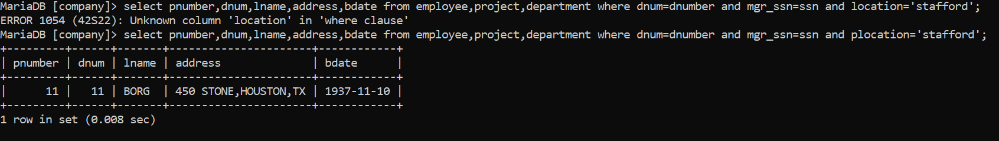 MariaDB [company]> select pnumber,dnum,lname,address,bdate from employee,project,department where dnum=dnumber and mgr_ssn=ssn and location='stafford';
ERROR 1054 (42S22): Unknown column 'location' in 'where clause'
MariaDB [company]> select pnumber,dnum,lname,address,bdate from employee,project,department where dnum=dnumber and mgr_ssn=ssn and plocation='stafford';
+---------+------+-------+-----------------------+------------+
| pnumber | dnum | lname | address               | bdate      |
+---------+------+-------+-----------------------+------------+
|      11 |   11 | BORG  | 450 STONE,HOUSTON,TX | 1937-11-10 |
+---------+------+-------+-----------------------+------------+
1 row in set (0.008 sec)